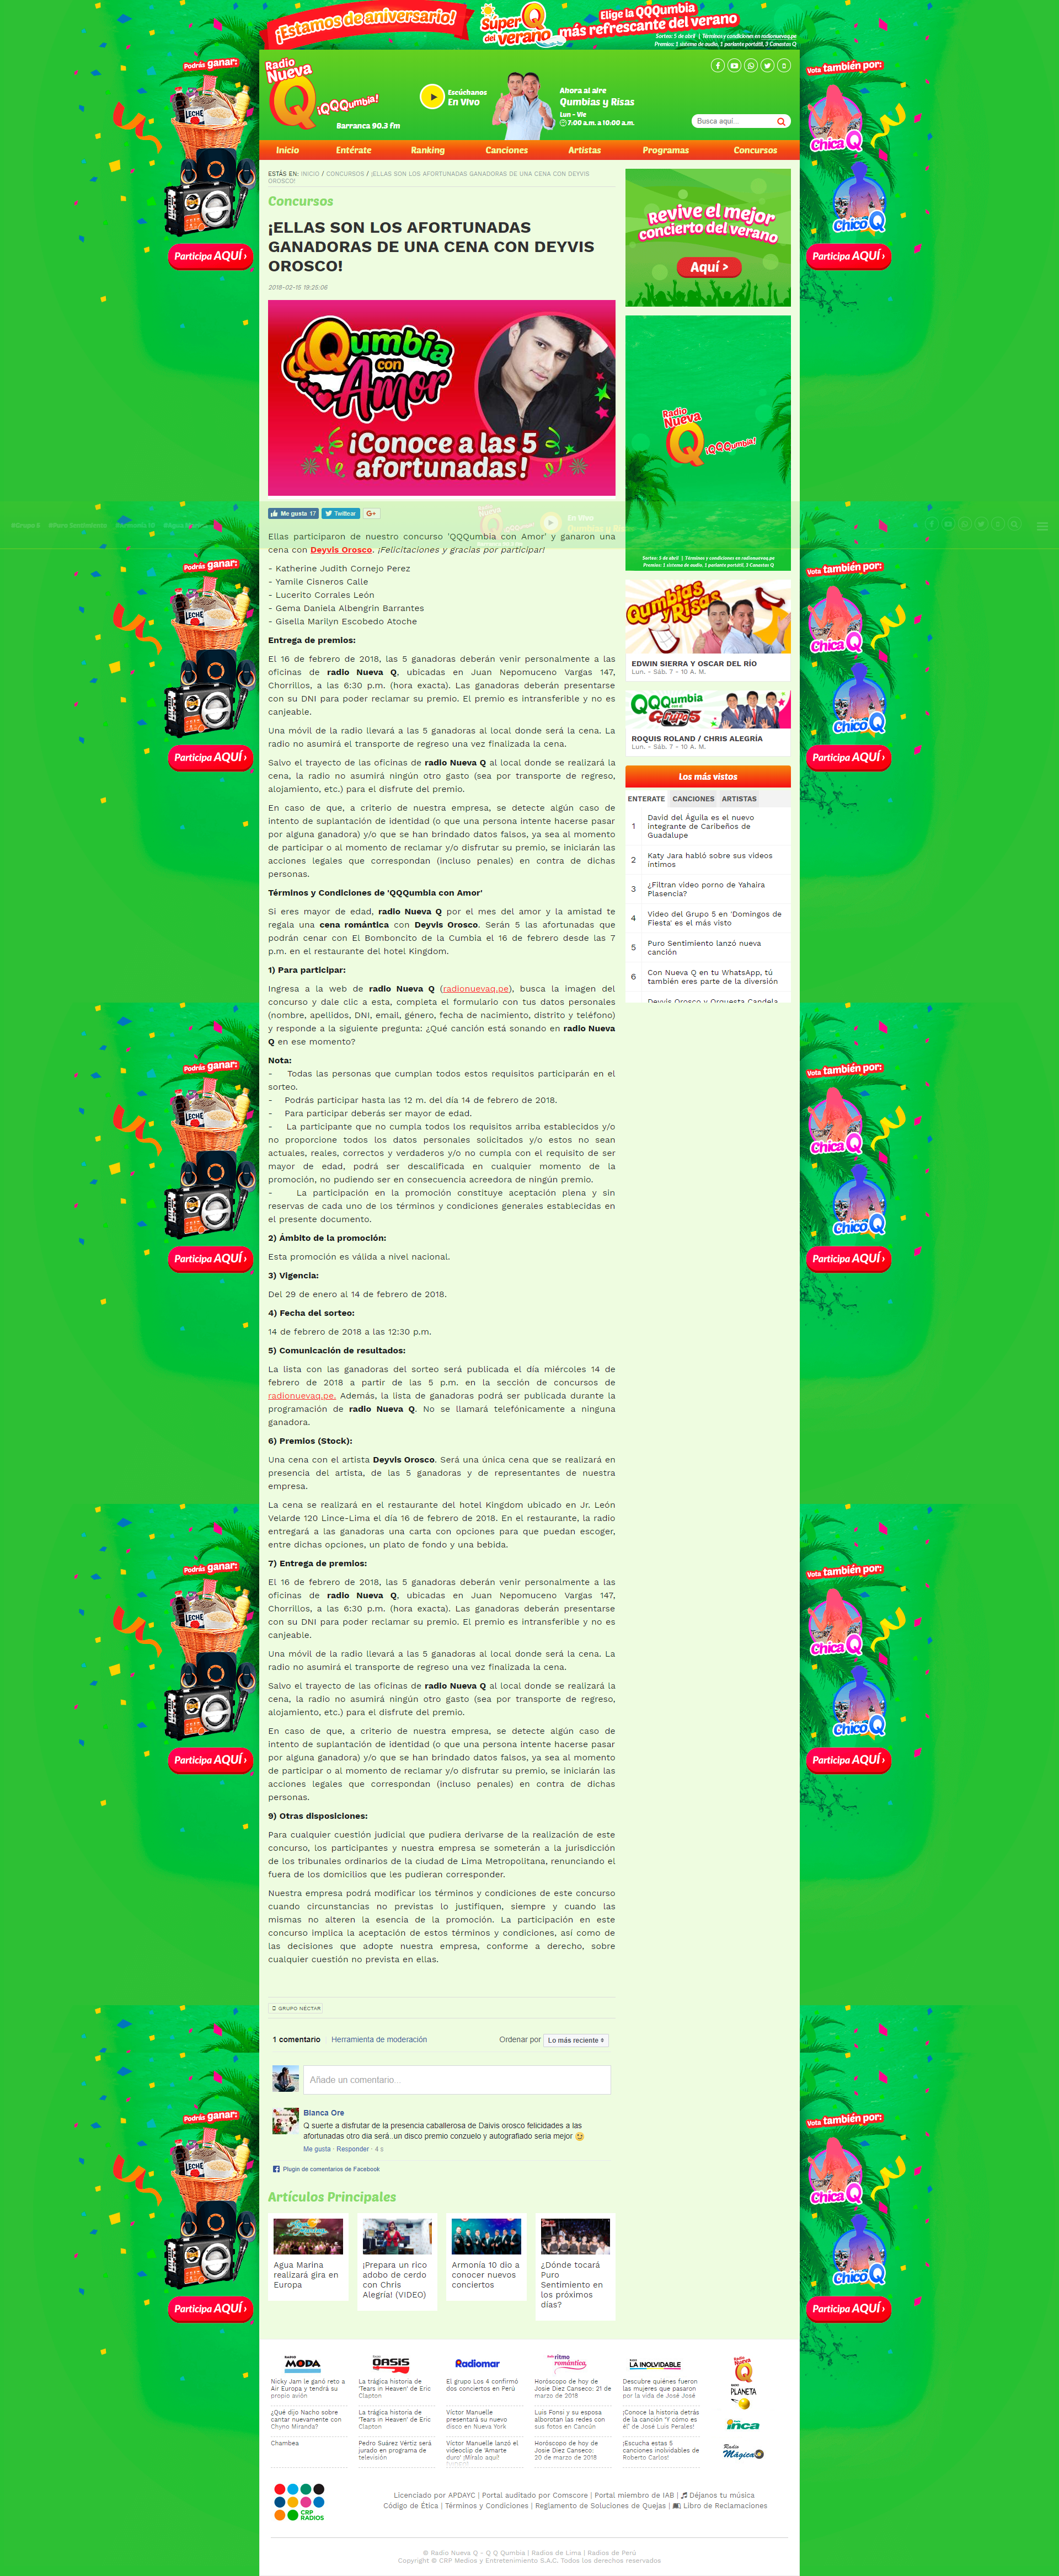 ¡Estamos de aniversario!
Súper Q del verano
Elige la QQQumbia
más refrescante del verano
Sorteo: 5 de abril | Términos y condiciones en radionuevaq.pe
Premios: 1 sistema de audio, 1 parlante portátil, 3 Canastas Q
Radio Nueva Q ¡QQQumbia!
Barranca 90.3 fm
Escúchanos
En Vivo
Ahora al aire
Qumbias y Risas
Lun - Vie
7:00 a.m. a 10:00 a.m.
Busca aquí...
Inicio Entérate Ranking Canciones Artistas Programas Concursos
Podrás ganar:
LECHE
Participa AQUÍ ›
Vota también por:
Chica Q
Chico Q
Participa AQUÍ ›
ESTÁS EN: INICIO / CONCURSOS / ¡ELLAS SON LOS AFORTUNADAS GANADORAS DE UNA CENA CON DEYVIS
OROSCO!
Concursos
¡ELLAS SON LOS AFORTUNADAS
GANADORAS DE UNA CENA CON DEYVIS
OROSCO!
2018-02-15 19:25:06
Qumbia
con
Amor
¡Conoce a las 5
afortunadas!
Me gusta 17 Twittear G+
Ellas participaron de nuestro concurso 'QQQumbia con Amor' y ganaron una
cena con Deyvis Orosco. ¡Felicitaciones y gracias por participar!
- Katherine Judith Cornejo Perez
- Yamile Cisneros Calle
- Lucerito Corrales León
- Gema Daniela Albengrin Barrantes
- Gisella Marilyn Escobedo Atoche
Entrega de premios:
El 16 de febrero de 2018, las 5 ganadoras deberán venir personalmente a las
oficinas de radio Nueva Q, ubicadas en Juan Nepomuceno Vargas 147,
Chorrillos, a las 6:30 p.m. (hora exacta). Las ganadoras deberán presentarse
con su DNI para poder reclamar su premio. El premio es intransferible y no es
canjeable.
Una móvil de la radio llevará a las 5 ganadoras al local donde será la cena. La
radio no asumirá el transporte de regreso una vez finalizada la cena.
Salvo el trayecto de las oficinas de radio Nueva Q al local donde se realizará la
cena, la radio no asumirá ningún otro gasto (sea por transporte de regreso,
alojamiento, etc.) para el disfrute del premio.
En caso de que, a criterio de nuestra empresa, se detecte algún caso de
intento de suplantación de identidad (o que una persona intente hacerse pasar
por alguna ganadora) y/o que se han brindado datos falsos, ya sea al momento
de participar o al momento de reclamar y/o disfrutar su premio, se iniciarán las
acciones legales que correspondan (incluso penales) en contra de dichas
personas.
Términos y Condiciones de 'QQQumbia con Amor'
Si eres mayor de edad, radio Nueva Q por el mes del amor y la amistad te
regala una cena romántica con Deyvis Orosco. Serán 5 las afortunadas que
podrán cenar con El Bomboncito de la Cumbia el 16 de febrero desde las 7
p.m. en el restaurante del hotel Kingdom.
1) Para participar:
Ingresa a la web de radio Nueva Q (radionuevaq.pe), busca la imagen del
concurso y dale clic a esta, completa el formulario con tus datos personales
(nombre, apellidos, DNI, email, género, fecha de nacimiento, distrito y teléfono)
y responde a la siguiente pregunta: ¿Qué canción está sonando en radio Nueva
Q en ese momento?
Nota:
- Todas las personas que cumplan todos estos requisitos participarán en el
sorteo.
- Podrás participar hasta las 12 m. del día 14 de febrero de 2018.
- Para participar deberás ser mayor de edad.
- La participante que no cumpla todos los requisitos arriba establecidos y/o
no proporcione todos los datos personales solicitados y/o estos no sean
actuales, reales, correctos y verdaderos y/o no cumpla con el requisito de ser
mayor de edad, podrá ser descalificada en cualquier momento de la
promoción, no pudiendo ser en consecuencia acreedora de ningún premio.
- La participación en la promoción constituye aceptación plena y sin
reservas de cada uno de los términos y condiciones generales establecidas en
el presente documento.
2) Ámbito de la promoción:
Esta promoción es válida a nivel nacional.
3) Vigencia:
Del 29 de enero al 14 de febrero de 2018.
4) Fecha del sorteo:
14 de febrero de 2018 a las 12:30 p.m.
5) Comunicación de resultados:
La lista con las ganadoras del sorteo será publicada el día miércoles 14 de
febrero de 2018 a partir de las 5 p.m. en la sección de concursos de
radionuevaq.pe. Además, la lista de ganadoras podrá ser publicada durante la
programación de radio Nueva Q. No se llamará telefónicamente a ninguna
ganadora.
6) Premios (Stock):
Una cena con el artista Deyvis Orosco. Será una única cena que se realizará en
presencia del artista, de las 5 ganadoras y de representantes de nuestra
empresa.
La cena se realizará en el restaurante del hotel Kingdom ubicado en Jr. León
Velarde 120 Lince-Lima el día 16 de febrero de 2018. En el restaurante, la radio
entregará a las ganadoras una carta con opciones para que puedan escoger,
entre dichas opciones, un plato de fondo y una bebida.
7) Entrega de premios:
El 16 de febrero de 2018, las 5 ganadoras deberán venir personalmente a las
oficinas de radio Nueva Q, ubicadas en Juan Nepomuceno Vargas 147,
Chorrillos, a las 6:30 p.m. (hora exacta). Las ganadoras deberán presentarse
con su DNI para poder reclamar su premio. El premio es intransferible y no es
canjeable.
Una móvil de la radio llevará a las 5 ganadoras al local donde será la cena. La
radio no asumirá el transporte de regreso una vez finalizada la cena.
Salvo el trayecto de las oficinas de radio Nueva Q al local donde se realizará la
cena, la radio no asumirá ningún otro gasto (sea por transporte de regreso,
alojamiento, etc.) para el disfrute del premio.
En caso de que, a criterio de nuestra empresa, se detecte algún caso de
intento de suplantación de identidad (o que una persona intente hacerse pasar
por alguna ganadora) y/o que se han brindado datos falsos, ya sea al momento
de participar o al momento de reclamar y/o disfrutar su premio, se iniciarán las
acciones legales que correspondan (incluso penales) en contra de dichas
personas.
9) Otras disposiciones:
Para cualquier cuestión judicial que pudiera derivarse de la realización de este
concurso, los participantes y nuestra empresa se someterán a la jurisdicción
de los tribunales ordinarios de la ciudad de Lima Metropolitana, renunciando el
fuero de los domicilios que les pudieran corresponder.
Nuestra empresa podrá modificar los términos y condiciones de este concurso
cuando circunstancias no previstas lo justifiquen, siempre y cuando las
mismas no alteren la esencia de la promoción. La participación en este
concurso implica la aceptación de estos términos y condiciones, así como de
las decisiones que adopte nuestra empresa, conforme a derecho, sobre
cualquier cuestión no prevista en ellas.
GRUPO NÉCTAR
1 comentario Herramienta de moderación Ordenar por Lo más reciente
Añade un comentario...
Blanca Ore
Q suerte a disfrutar de la presencia caballerosa de Daivis orosco felicidades a las
afortunadas otro dia será..un disco premio conzuelo y autografiado seria mejor
Me gusta · Responder · 4 s
Plugin de comentarios de Facebook
Artículos Principales
Agua Marina
realizará gira en
Europa
¡Prepara un rico
adobo de cerdo
con Chris
Alegría! (VIDEO)
Armonía 10 dio a
conocer nuevos
conciertos
¿Dónde tocará
Puro
Sentimiento en
los próximos
días?
Revive el mejor
concierto del verano
Aquí >
Radio Nueva Q ¡QQQumbia!
Sorteo: 5 de abril | Términos y condiciones en radionuevaq.pe
Premios: 1 sistema de audio, 1 parlante portátil, 3 Canastas Q
Qumbias y Risas
EDWIN SIERRA Y OSCAR DEL RÍO
Lun. - Sáb. 7 - 10 A. M.
QQQumbia
Grupo 5
ROQUIS ROLAND / CHRIS ALEGRÍA
Lun. - Sáb. 7 - 10 A. M.
Los más vistos
ENTERATE CANCIONES ARTISTAS
1 David del Águila es el nuevo
integrante de Caribeños de
Guadalupe
2 Katy Jara habló sobre sus videos
íntimos
3 ¿Filtran video porno de Yahaira
Plasencia?
4 Video del Grupo 5 en 'Domingos de
Fiesta' es el más visto
5 Puro Sentimiento lanzó nueva
canción
6 Con Nueva Q en tu WhatsApp, tú
también eres parte de la diversión
Deyvis Orosco y Orquesta Candela
MODA
Nicky Jam le ganó reto a
Air Europa y tendrá su
propio avión
¿Qué dijo Nacho sobre
cantar nuevamente con
Chyno Miranda?
Chambea
OASIS
La trágica historia de
'Tears in Heaven' de Eric
Clapton
La trágica historia de
'Tears in Heaven' de Eric
Clapton
Pedro Suárez Vértiz será
jurado en programa de
televisión
Radiomar
El grupo Los 4 confirmó
dos conciertos en Perú
Víctor Manuelle
presentará su nuevo
disco en Nueva York
Víctor Manuelle lanzó el
videoclip de 'Amarte
duro' ¡Míralo aquí!
ritmo romántica
Horóscopo de hoy de
Josie Diez Canseco: 21 de
marzo de 2018
Luis Fonsi y su esposa
alborotan las redes con
sus fotos en Cancún
Horóscopo de hoy de
Josie Diez Canseco:
20 de marzo de 2018
LA INOLVIDABLE
Descubre quiénes fueron
las mujeres que pasaron
por la vida de José José
¡Conoce la historia detrás
de la canción 'Y cómo es
él' de José Luis Perales!
¡Escucha estas 5
canciones inolvidables de
Roberto Carlos!
Radio Nueva Q
PLANETA
inca
Radio Mágica
CRP
RADIOS
Licenciado por APDAYC | Portal auditado por Comscore | Portal miembro de IAB | Déjanos tu música
Código de Ética | Términos y Condiciones | Reglamento de Soluciones de Quejas | Libro de Reclamaciones
© Radio Nueva Q - Q Q Qumbia | Radios de Lima | Radios de Perú
Copyright © CRP Medios y Entretenimiento S.A.C. Todos los derechos reservados